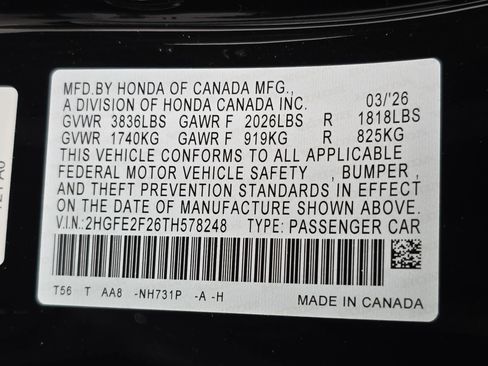 MFD.BY HONDA OF CANADA MFG.,
A DIVISION OF HONDA CANADA INC. 03/'26
GVWR 3836LBS GAWR F 2026LBS R 1818LBS
GVWR 1740KG GAWR F 919KG R 825KG
THIS VEHICLE CONFORMS TO ALL APPLICABLE
FEDERAL MOTOR VEHICLE SAFETY , BUMPER ,
AND THEFT PREVENTION STANDARDS IN EFFECT
ON THE DATE OF MANUFACTURE SHOWN ABOVE.
V.I.N.:2HGFE2F26TH578248 TYPE: PASSENGER CAR
T56 T AA8 -NH731P -A -H
MADE IN CANADA